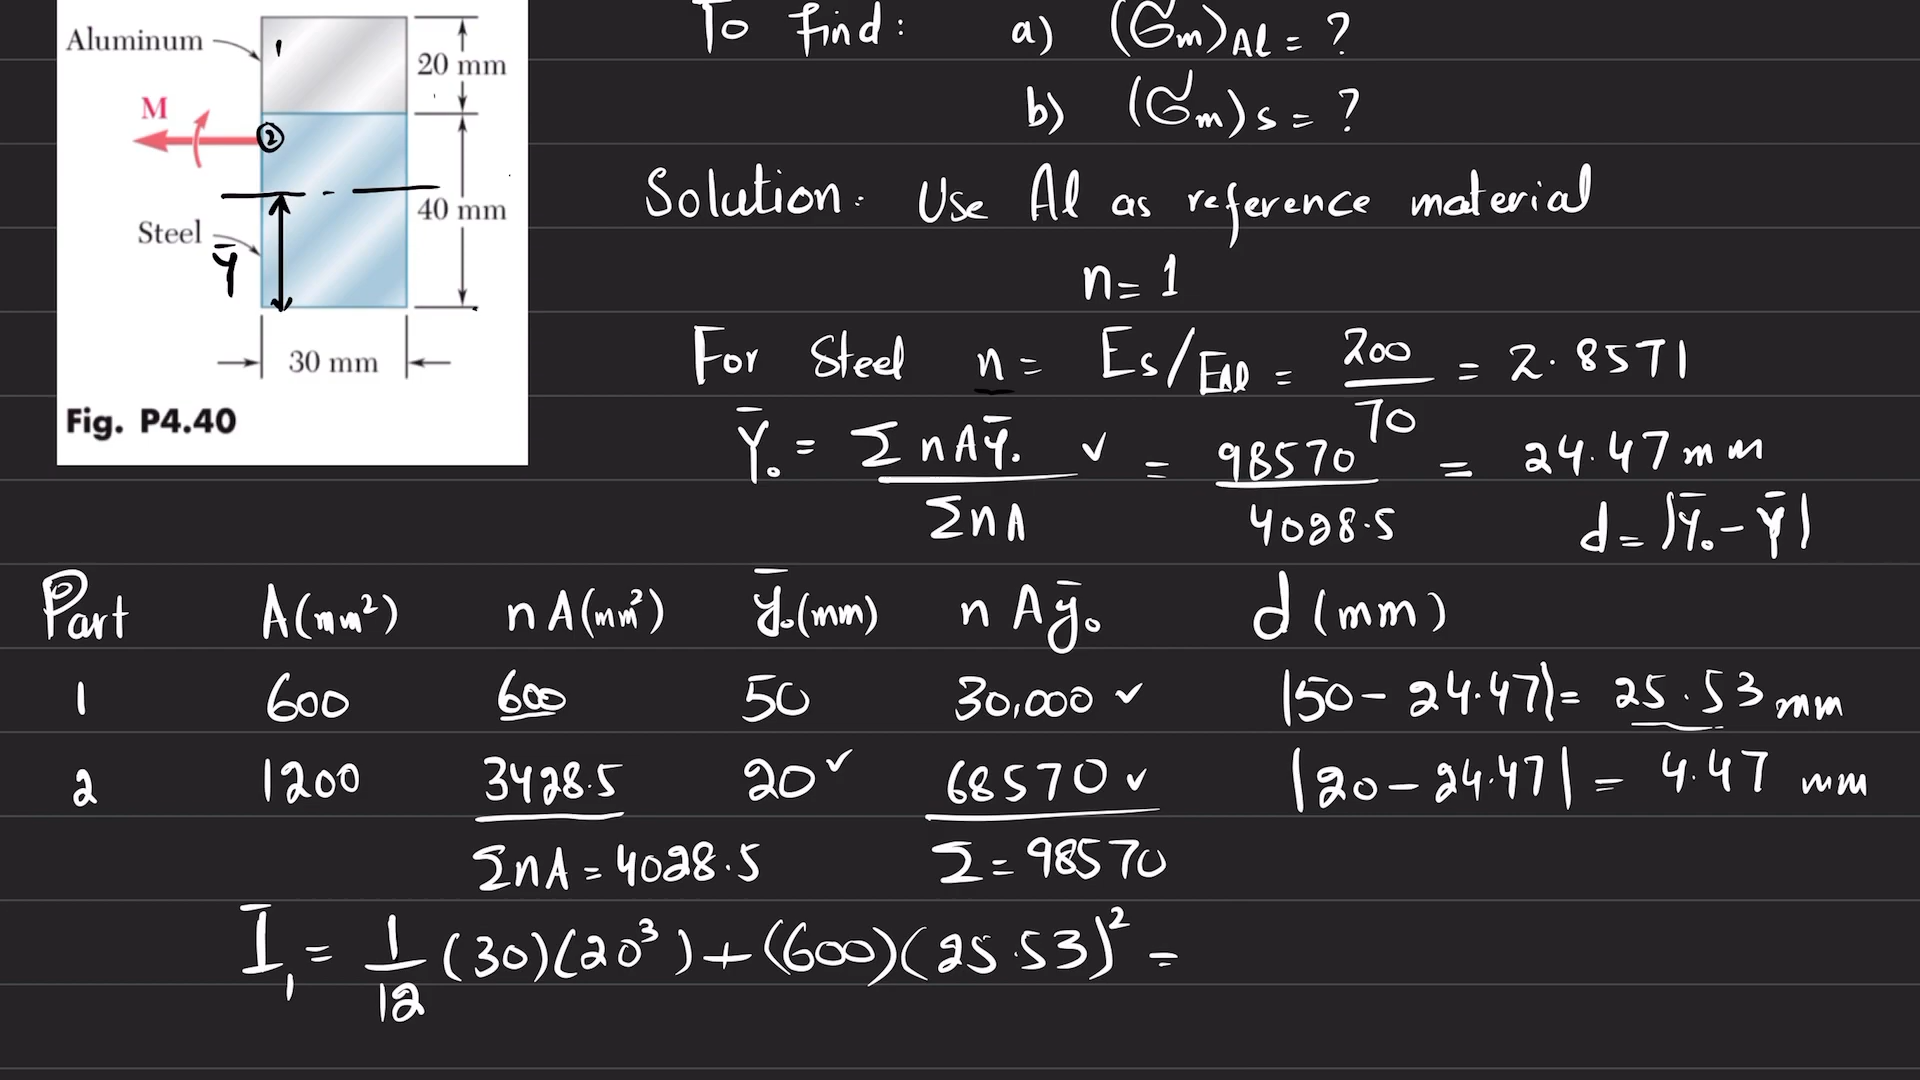 Aluminum
1
20 mm
M
2
40 mm
Steel
ȳ
30 mm
Fig. P4.40
To find: a) (σm)Al = ?
b) (σm)s = ?
Solution: Use Al as reference material
n = 1
For Steel n = Es/EAl = 200/70 = 2.8571
Ȳo = ΣnAȳo/ΣnA ✓ = 98570/4028.5 = 24.47 mm
d = |ȳo - Ȳ|
Part A(mm²) nA(mm²) ȳo(mm) nAȳo d(mm)
1 600 600 50 30,000 ✓ |50 - 24.47| = 25.53 mm
2 1200 3428.5 20 ✓ 68570 ✓ |20 - 24.47| = 4.47 mm
ΣnA = 4028.5 Σ = 98570
Ī₁ = 1/12 (30)(20³) + (600)(25.53)² =